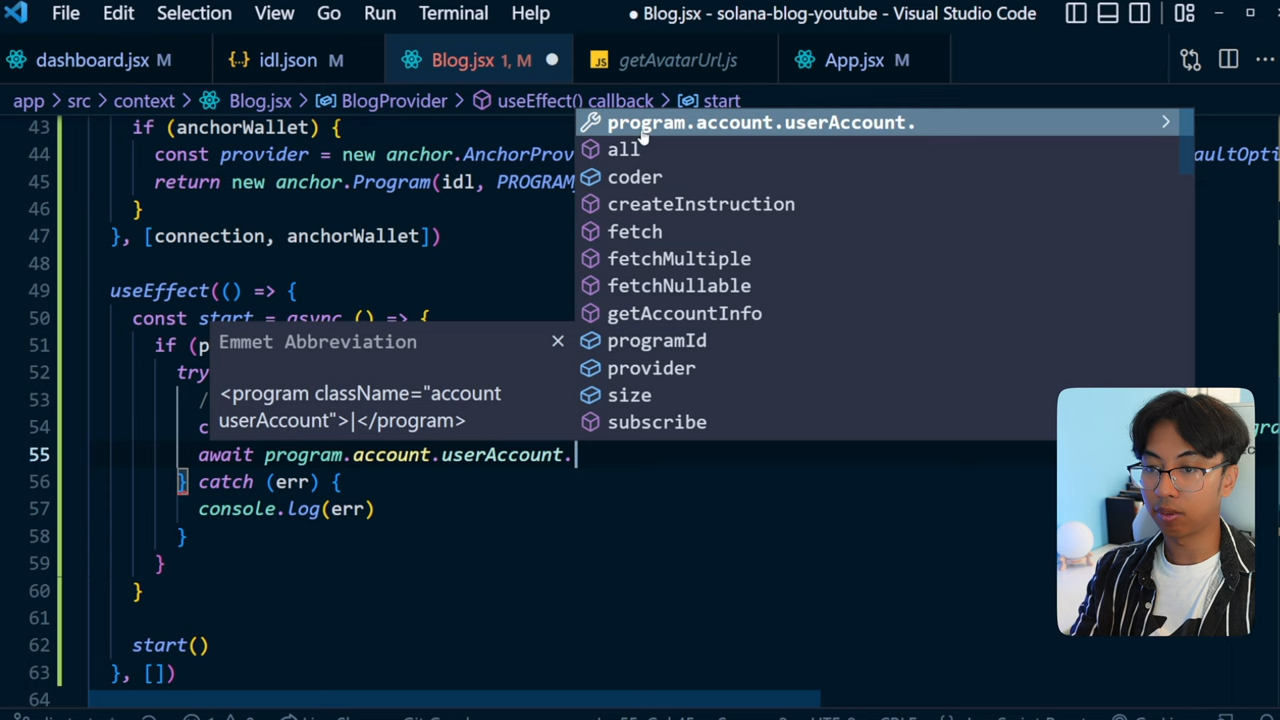 File Edit Selection View Go Run Terminal Help ● Blog.jsx - solana-blog-youtube - Visual Studio Code
dashboard.jsx M {..} idl.json M Blog.jsx 1, M ● JS getAvatarUrl.js App.jsx M ...
app > src > context > Blog.jsx > BlogProvider > useEffect() callback > start
43 if (anchorWallet) {
44 const provider = new anchor.AnchorProv aultOpti
45 return new anchor.Program(idl, PROGRAM
46 }
47 }, [connection, anchorWallet])
48
49 useEffect(() => {
50 const start = async () => {
51 if (p
52 try
53 /
54 c
55 await program.account.userAccount.
56 } catch (err) {
57 console.log(err)
58 }
59 }
60 }
61
62 start()
63 }, [])
64
program.account.userAccount. >
all
coder
createInstruction
fetch
fetchMultiple
fetchNullable
getAccountInfo
programId
provider
size
subscribe
Emmet Abbreviation ×
<program className="account
userAccount">|</program>